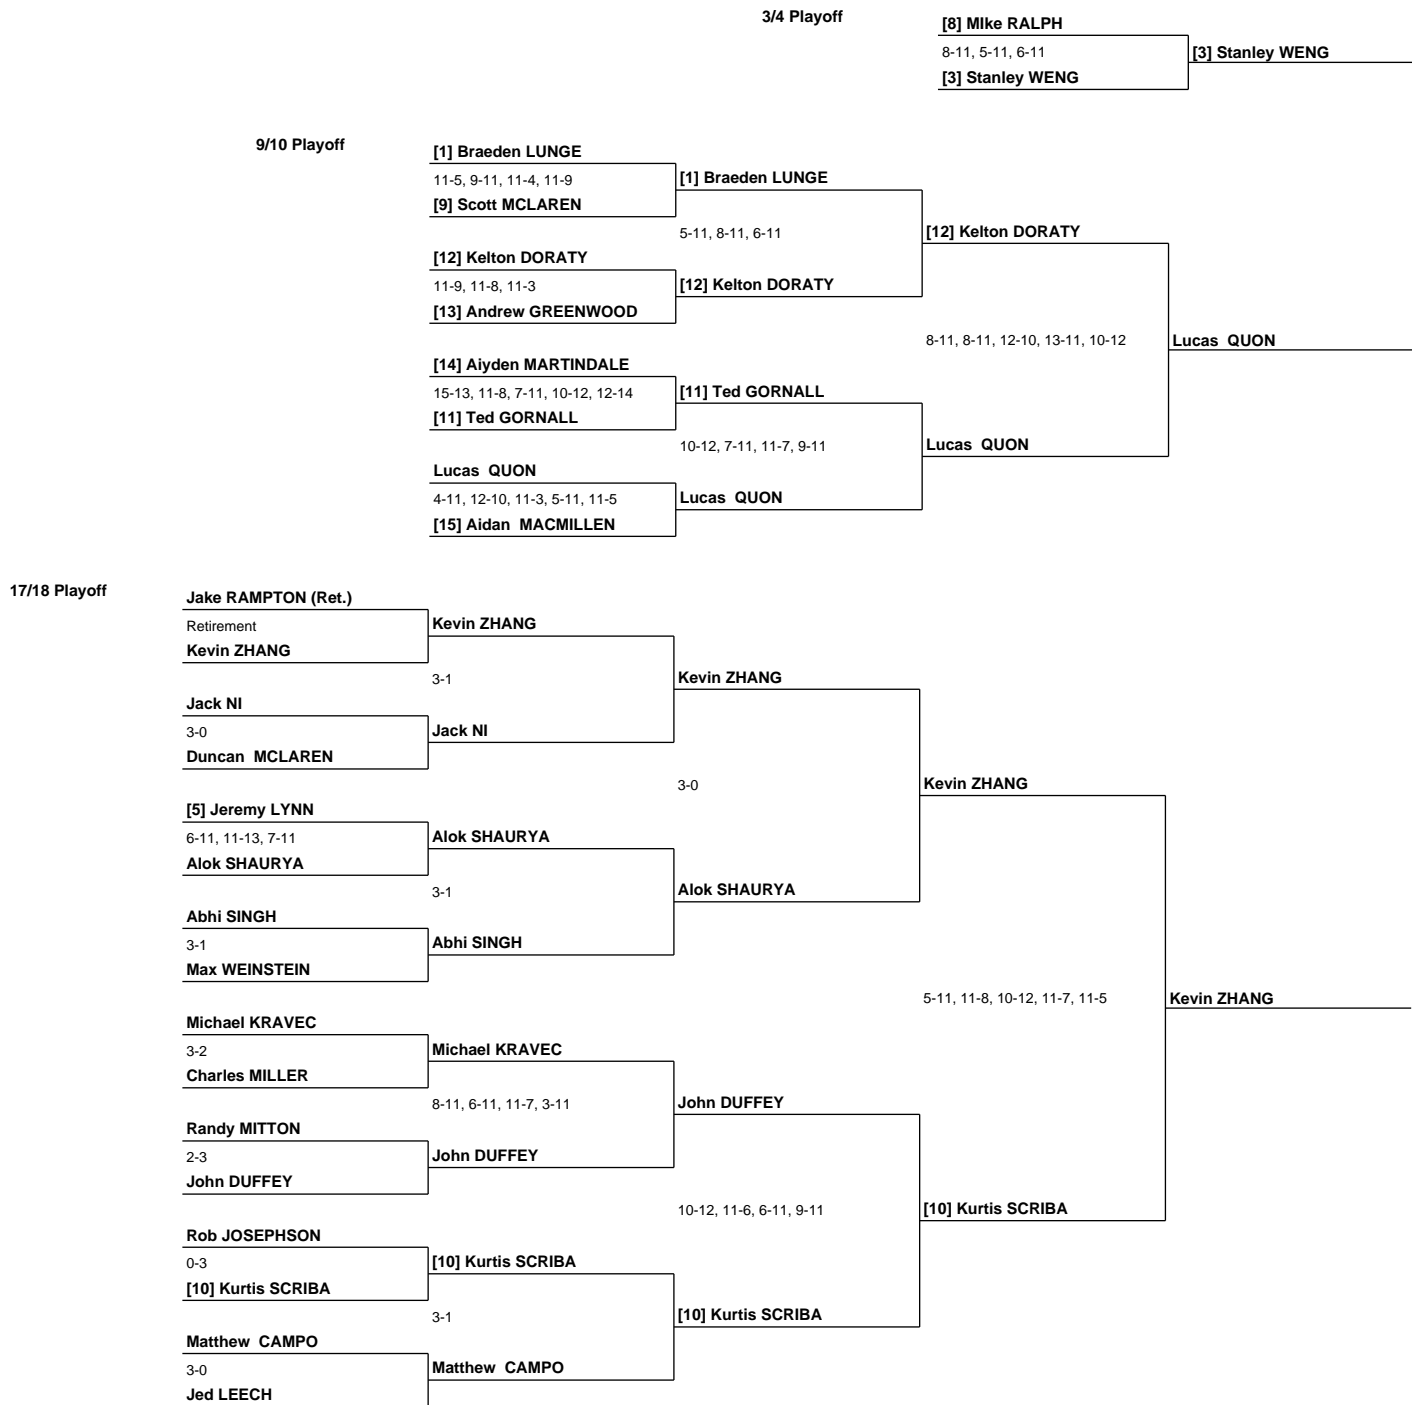 3/4 Playoff
[8] MIke RALPH
8-11, 5-11, 6-11
[3] Stanley WENG
[3] Stanley WENG
9/10 Playoff
[1] Braeden LUNGE
11-5, 9-11, 11-4, 11-9
[1] Braeden LUNGE
[9] Scott MCLAREN
5-11, 8-11, 6-11
[12] Kelton DORATY
[12] Kelton DORATY
11-9, 11-8, 11-3
[12] Kelton DORATY
[13] Andrew GREENWOOD
8-11, 8-11, 12-10, 13-11, 10-12
Lucas  QUON
[14] Aiyden MARTINDALE
15-13, 11-8, 7-11, 10-12, 12-14
[11] Ted GORNALL
[11] Ted GORNALL
10-12, 7-11, 11-7, 9-11
Lucas  QUON
Lucas  QUON
4-11, 12-10, 11-3, 5-11, 11-5
Lucas  QUON
[15] Aidan  MACMILLEN
17/18 Playoff
Jake RAMPTON (Ret.)
Retirement
Kevin ZHANG
Kevin ZHANG
3-1
Kevin ZHANG
Jack NI
3-0
Jack NI
Duncan  MCLAREN
3-0
Kevin ZHANG
[5] Jeremy LYNN
6-11, 11-13, 7-11
Alok SHAURYA
Alok SHAURYA
3-1
Alok SHAURYA
Abhi SINGH
3-1
Abhi SINGH
Max WEINSTEIN
5-11, 11-8, 10-12, 11-7, 11-5
Kevin ZHANG
Michael KRAVEC
3-2
Michael KRAVEC
Charles MILLER
8-11, 6-11, 11-7, 3-11
John DUFFEY
Randy MITTON
2-3
John DUFFEY
John DUFFEY
10-12, 11-6, 6-11, 9-11
[10] Kurtis SCRIBA
Rob JOSEPHSON
0-3
[10] Kurtis SCRIBA
[10] Kurtis SCRIBA
3-1
[10] Kurtis SCRIBA
Matthew  CAMPO
3-0
Matthew  CAMPO
Jed LEECH